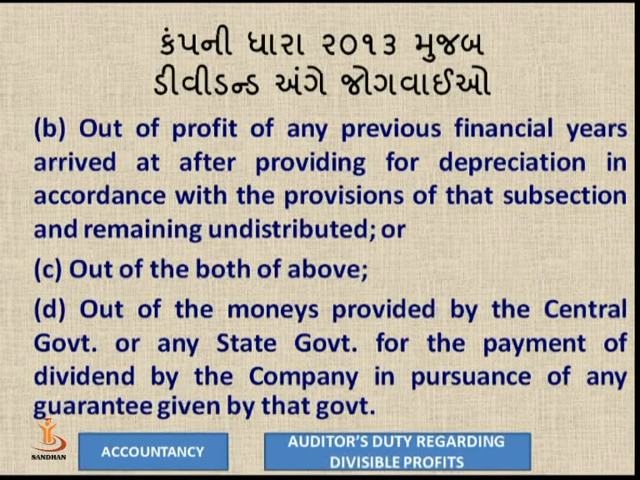 કંપની ધારા ૨૦૧૩ મુજબ
ડીવીડન્ડ અંગે જોગવાઈઓ
(b) Out of profit of any previous financial years
arrived at after providing for depreciation in
accordance with the provisions of that subsection
and remaining undistributed; or
(c) Out of the both of above;
(d) Out of the moneys provided by the Central
Govt. or any State Govt. for the payment of
dividend by the Company in pursuance of any
guarantee given by that govt.
SANDHAN
ACCOUNTANCY
AUDITOR'S DUTY REGARDING
DIVISIBLE PROFITS